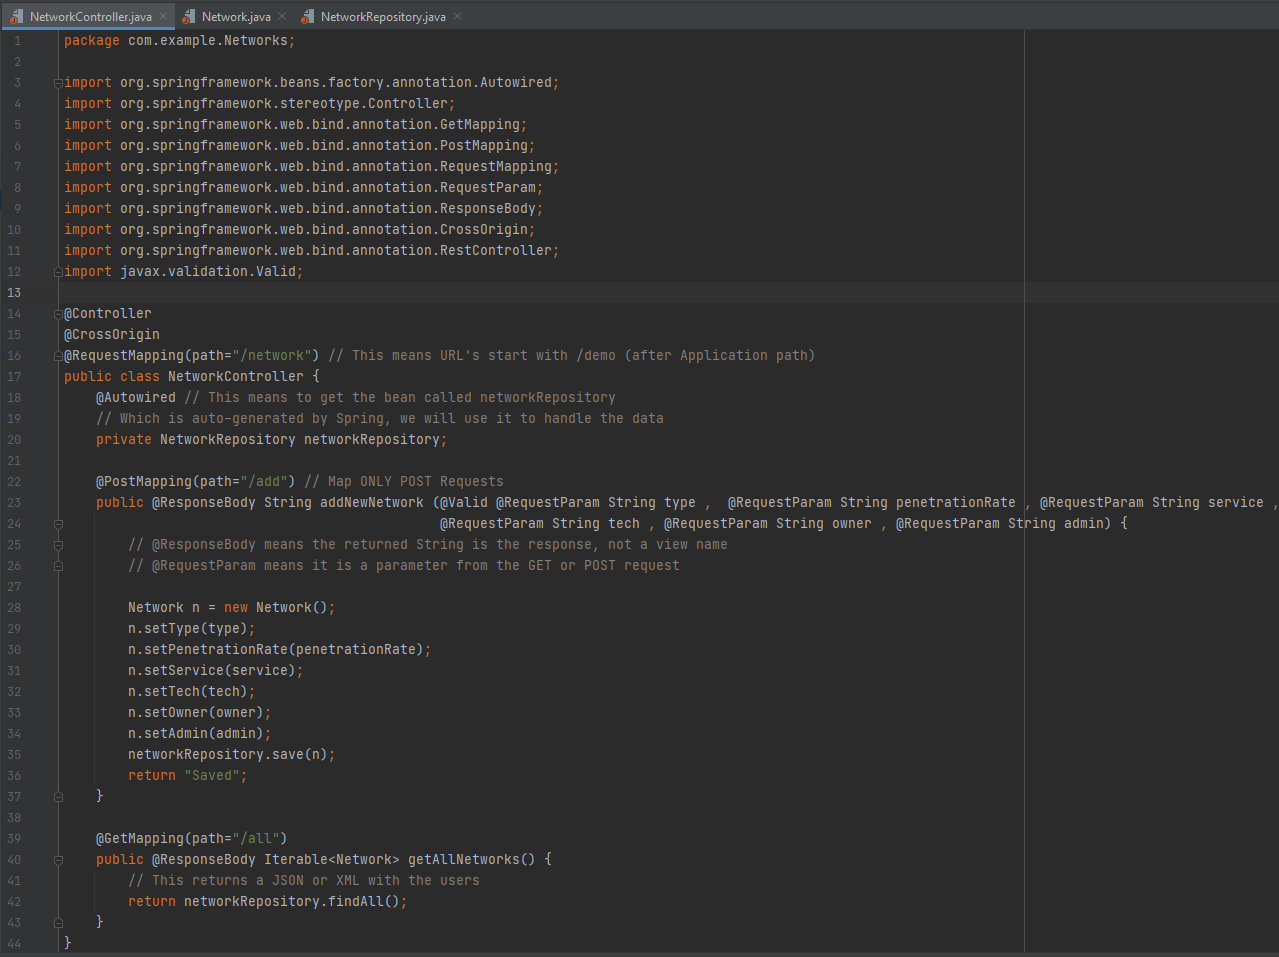 NetworkController.java Network.java NetworkRepository.java
1 package com.example.Networks;
2
3 import org.springframework.beans.factory.annotation.Autowired;
4 import org.springframework.stereotype.Controller;
5 import org.springframework.web.bind.annotation.GetMapping;
6 import org.springframework.web.bind.annotation.PostMapping;
7 import org.springframework.web.bind.annotation.RequestMapping;
8 import org.springframework.web.bind.annotation.RequestParam;
9 import org.springframework.web.bind.annotation.ResponseBody;
10 import org.springframework.web.bind.annotation.CrossOrigin;
11 import org.springframework.web.bind.annotation.RestController;
12 import javax.validation.Valid;
13
14 @Controller
15 @CrossOrigin
16 @RequestMapping(path="/network") // This means URL's start with /demo (after Application path)
17 public class NetworkController {
18     @Autowired // This means to get the bean called networkRepository
19     // Which is auto-generated by Spring, we will use it to handle the data
20     private NetworkRepository networkRepository;
21
22     @PostMapping(path="/add") // Map ONLY POST Requests
23     public @ResponseBody String addNewNetwork (@Valid @RequestParam String type ,  @RequestParam String penetrationRate , @RequestParam String service ,
24                                                @RequestParam String tech , @RequestParam String owner , @RequestParam String admin) {
25         // @ResponseBody means the returned String is the response, not a view name
26         // @RequestParam means it is a parameter from the GET or POST request
27
28         Network n = new Network();
29         n.setType(type);
30         n.setPenetrationRate(penetrationRate);
31         n.setService(service);
32         n.setTech(tech);
33         n.setOwner(owner);
34         n.setAdmin(admin);
35         networkRepository.save(n);
36         return "Saved";
37     }
38
39     @GetMapping(path="/all")
40     public @ResponseBody Iterable<Network> getAllNetworks() {
41         // This returns a JSON or XML with the users
42         return networkRepository.findAll();
43     }
44 }